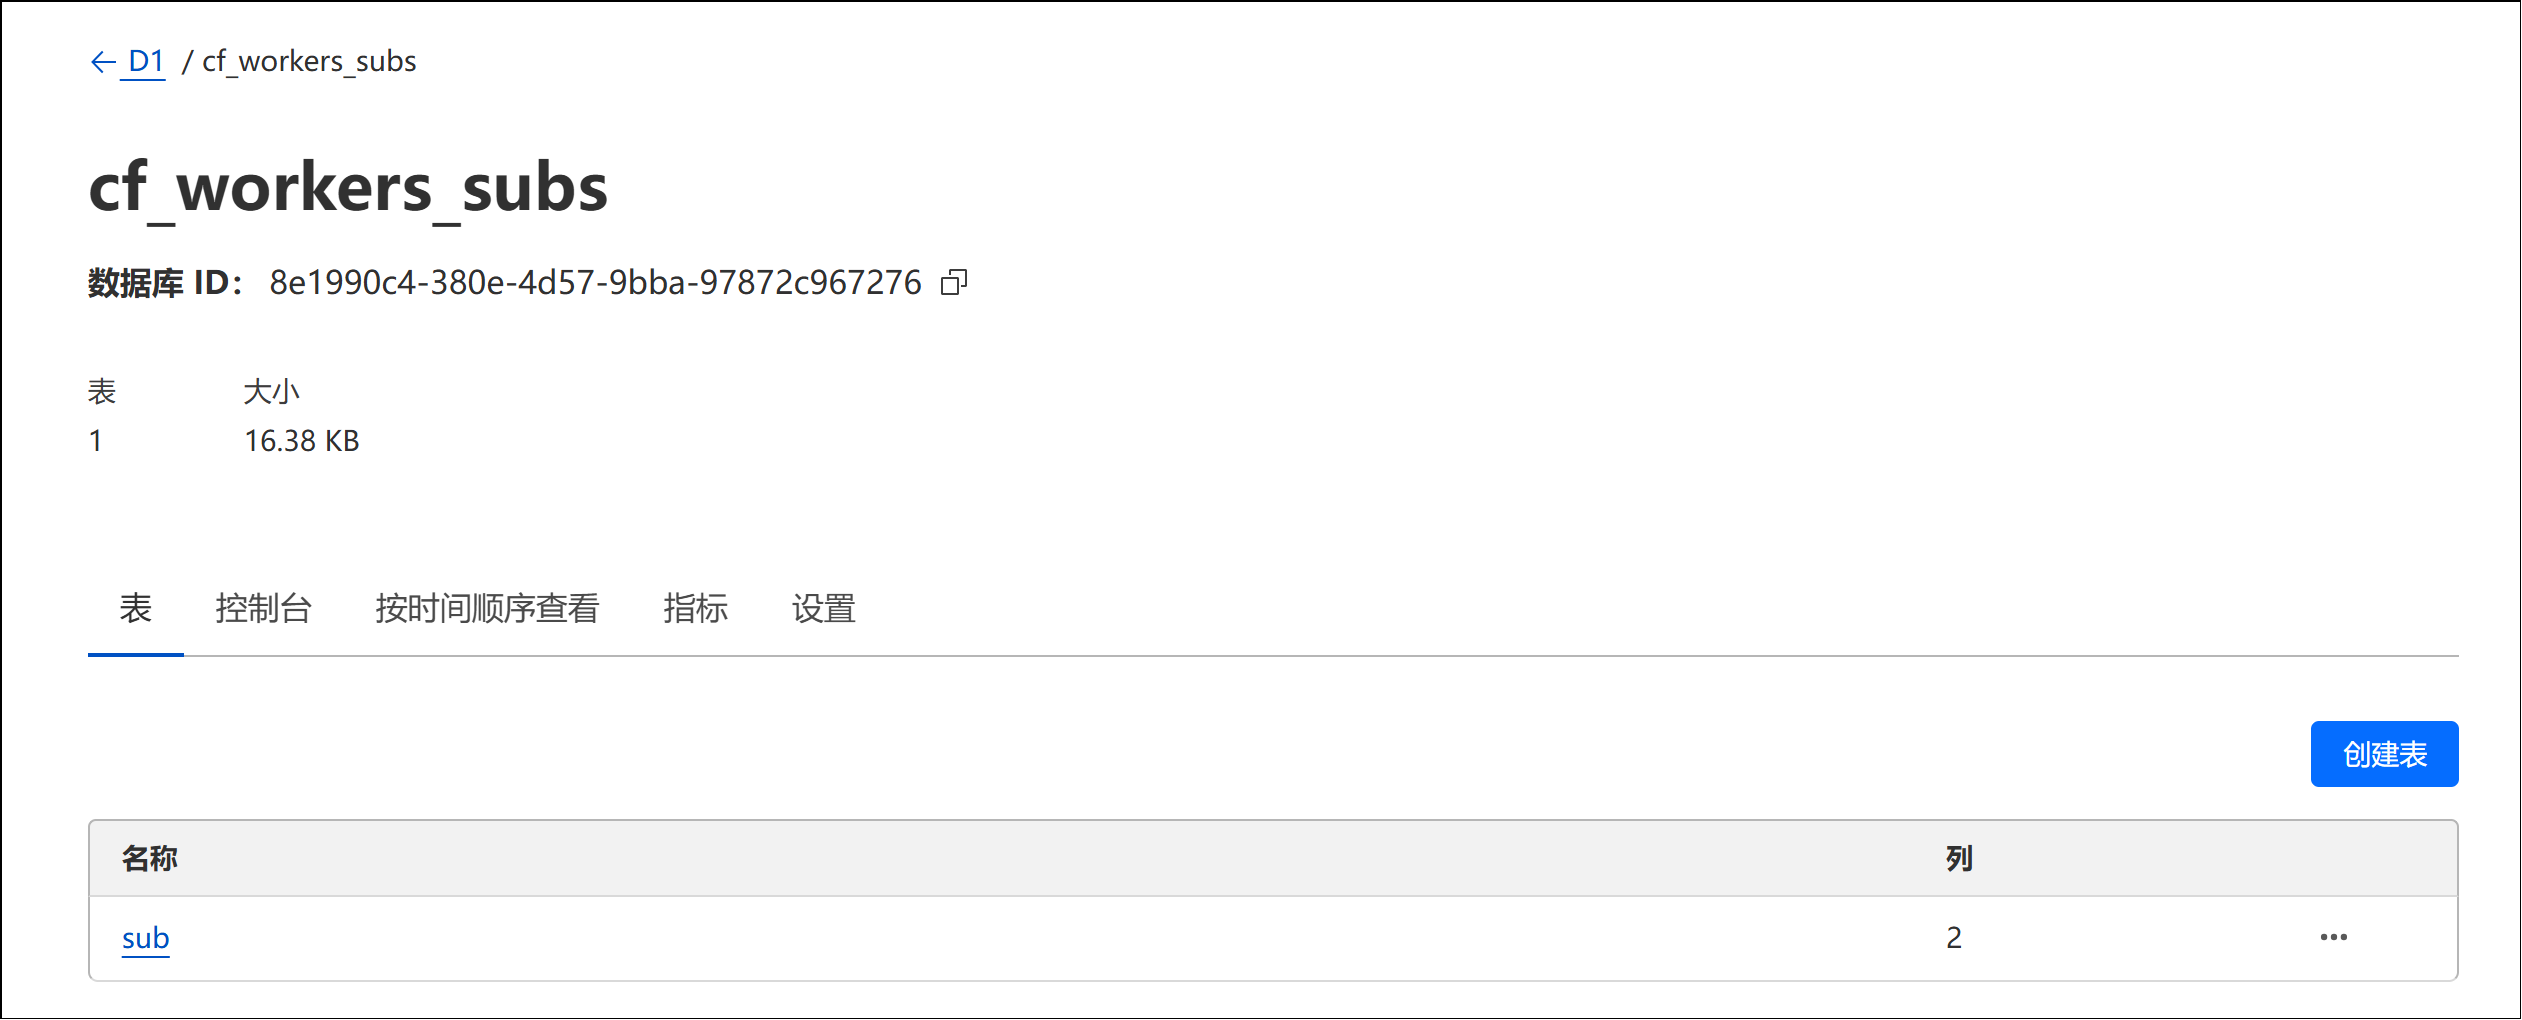 ← D1 / cf_workers_subs
cf_workers_subs
数据库 ID： 8e1990c4-380e-4d57-9bba-97872c967276
表 大小
1 16.38 KB
表 控制台 按时间顺序查看 指标 设置
创建表
名称 列
sub 2 •••